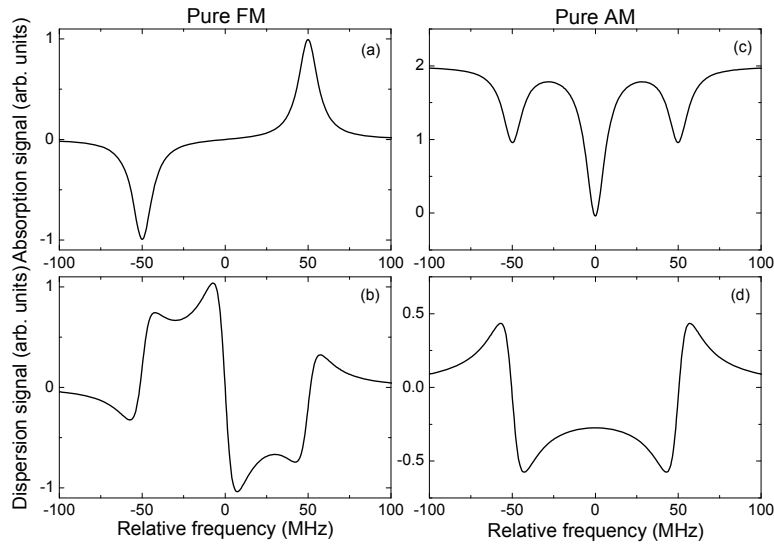 Pure FM
Pure AM
Absorption signal (arb. units)
1
0
-1
(a)
-100 -50 0 50 100
2
1
0
(c)
-100 -50 0 50 100
Dispersion signal (arb. units)
1
0
-1
(b)
-100 -50 0 50 100
Relative frequency (MHz)
0.5
0.0
-0.5
(d)
-100 -50 0 50 100
Relative frequency (MHz)